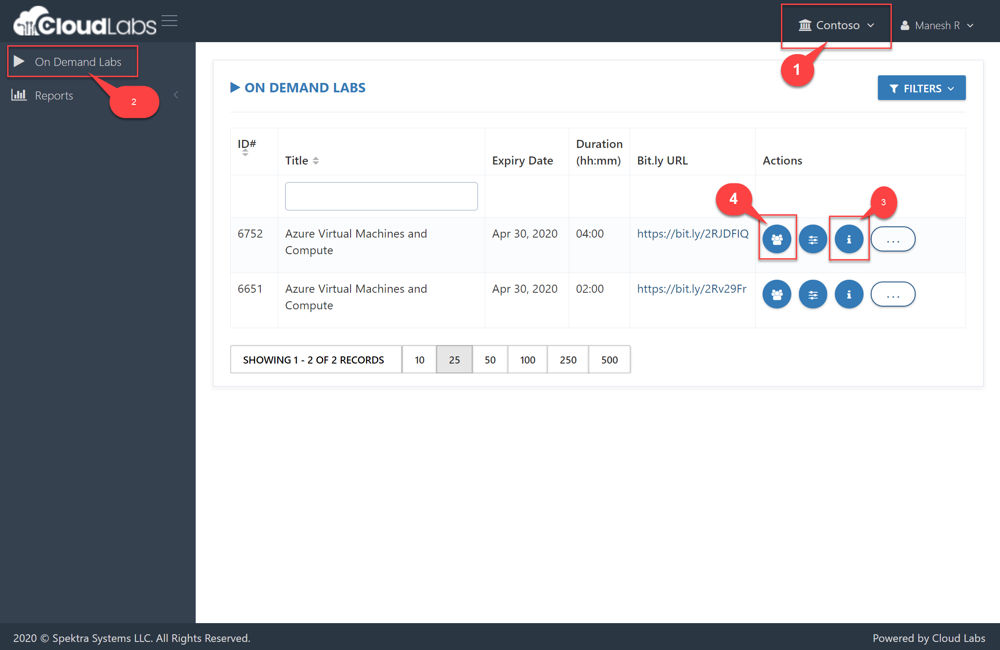 CloudLabs
Contoso
Manesh R
1
On Demand Labs
2
Reports
ON DEMAND LABS
FILTERS
ID#
Title
Expiry Date
Duration
(hh:mm)
Bit.ly URL
Actions
4
3
6752
Azure Virtual Machines and
Compute
Apr 30, 2020
04:00
https://bit.ly/2RJDFIQ
...
6651
Azure Virtual Machines and
Compute
Apr 30, 2020
02:00
https://bit.ly/2Rv29Fr
...
SHOWING 1 - 2 OF 2 RECORDS
10
25
50
100
250
500
2020 © Spektra Systems LLC. All Rights Reserved.
Powered by Cloud Labs